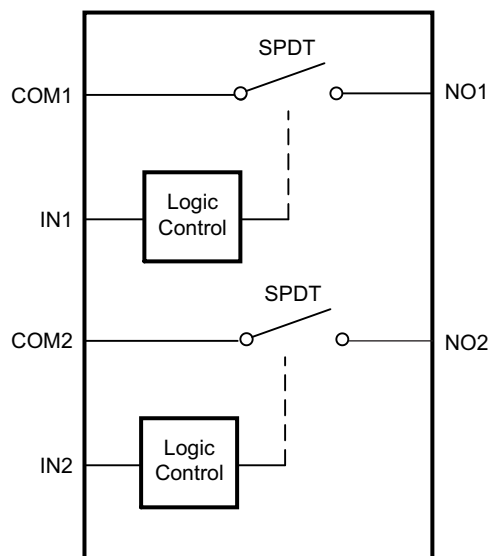 SPDT
COM1
NO1
IN1
Logic
Control
SPDT
COM2
NO2
IN2
Logic
Control